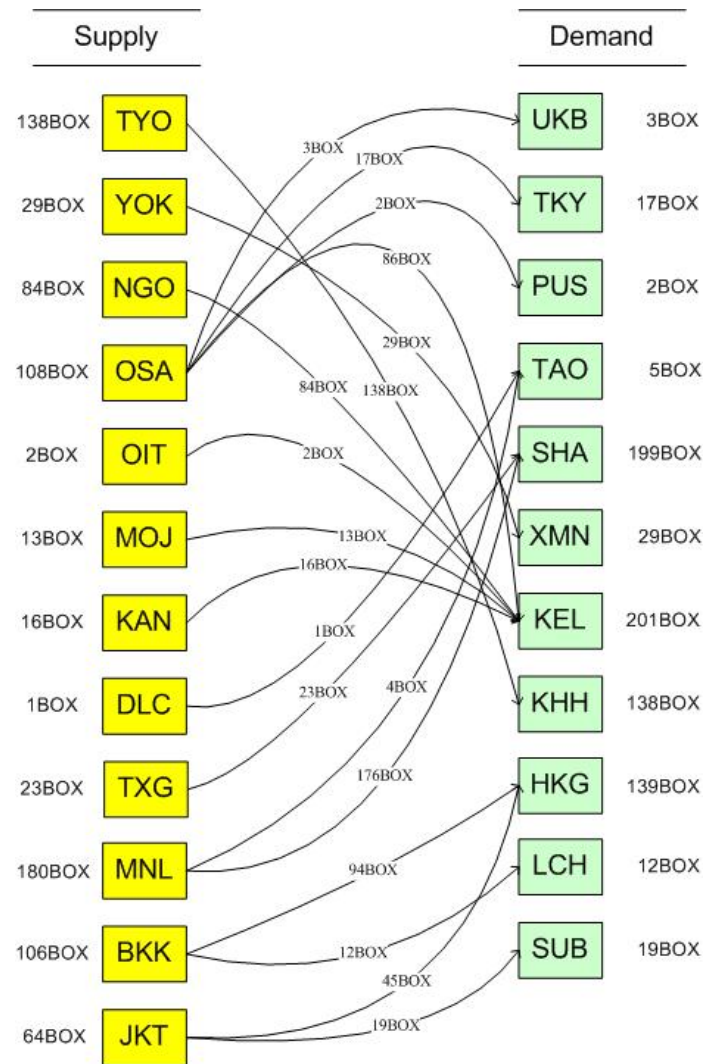 Supply Demand
138BOX TYO UKB 3BOX
3BOX
17BOX
29BOX YOK 2BOX TKY 17BOX
86BOX
84BOX NGO PUS 2BOX
29BOX
108BOX OSA 84BOX 138BOX TAO 5BOX
2BOX OIT 2BOX SHA 199BOX
13BOX MOJ 13BOX XMN 29BOX
16BOX
16BOX KAN 1BOX KEL 201BOX
1BOX DLC 23BOX 4BOX KHH 138BOX
23BOX TXG 176BOX HKG 139BOX
180BOX MNL 94BOX LCH 12BOX
106BOX BKK 12BOX SUB 19BOX
45BOX
64BOX JKT 19BOX